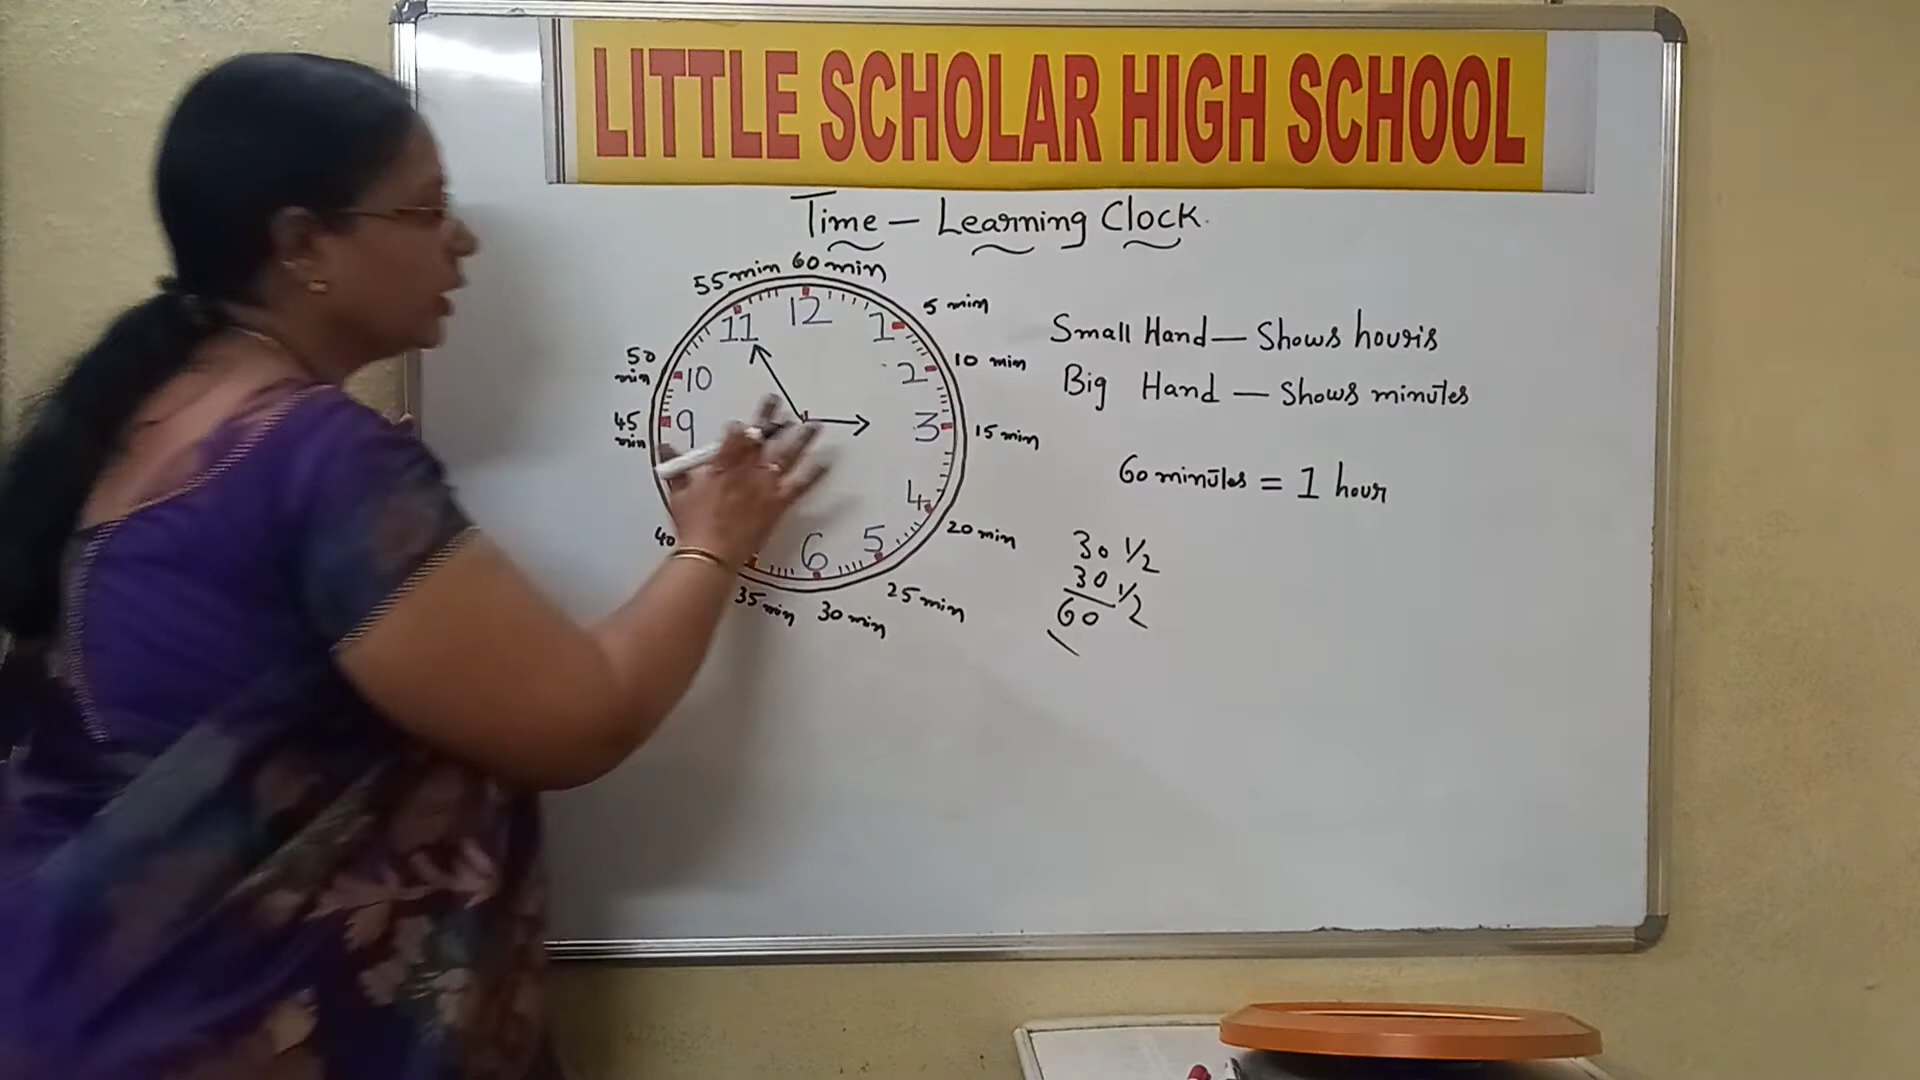 LITTLE SCHOLAR HIGH SCHOOL
Time - Learning Clock.
55 min 60 min
5 min
10 min
15 min
20 min
25 min
30 min
35 min
40
45 min
50 min
12
1
2
3
4
5
6
9
10
11
Small Hand - Shows hours
Big Hand - Shows minutes
60 minutes = 1 hour
30 1/2
30 1/2
60